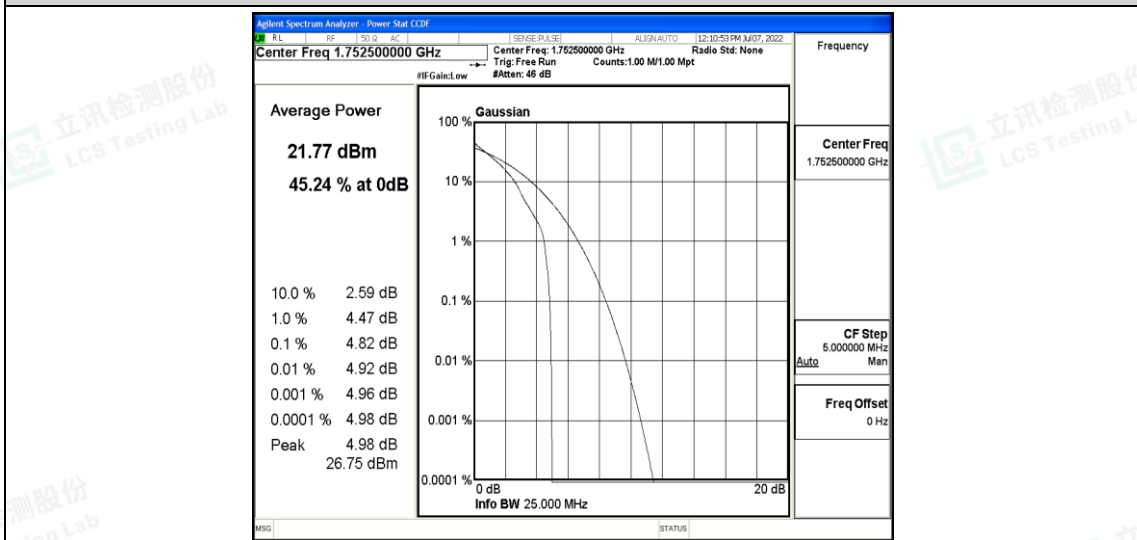 Agilent Spectrum Analyzer - Power Stat CCDF
RL RF 50 Ω AC SENSE:PULSE ALIGNAUTO 12:10:53 PM Jul07, 2022
Center Freq 1.752500000 GHz
Center Freq: 1.752500000 GHz Radio Std: None
Trig: Free Run Counts:1.00 M/1.00 Mpt
#IFGain:Low #Atten: 46 dB
Frequency
Average Power
21.77 dBm
45.24 % at 0dB
10.0 % 2.59 dB
1.0 % 4.47 dB
0.1 % 4.82 dB
0.01 % 4.92 dB
0.001 % 4.96 dB
0.0001 % 4.98 dB
Peak 4.98 dB
26.75 dBm
Gaussian
100 %
10 %
1 %
0.1 %
0.01 %
0.001 %
0.0001 %
0 dB 20 dB
Info BW 25.000 MHz
Center Freq
1.752500000 GHz
CF Step
5.000000 MHz
Auto Man
Freq Offset
0 Hz
MSG STATUS
立讯检测股份
LCS Testing Lab
立讯检测股份
LCS Testing L
测股份
ing Lab
立